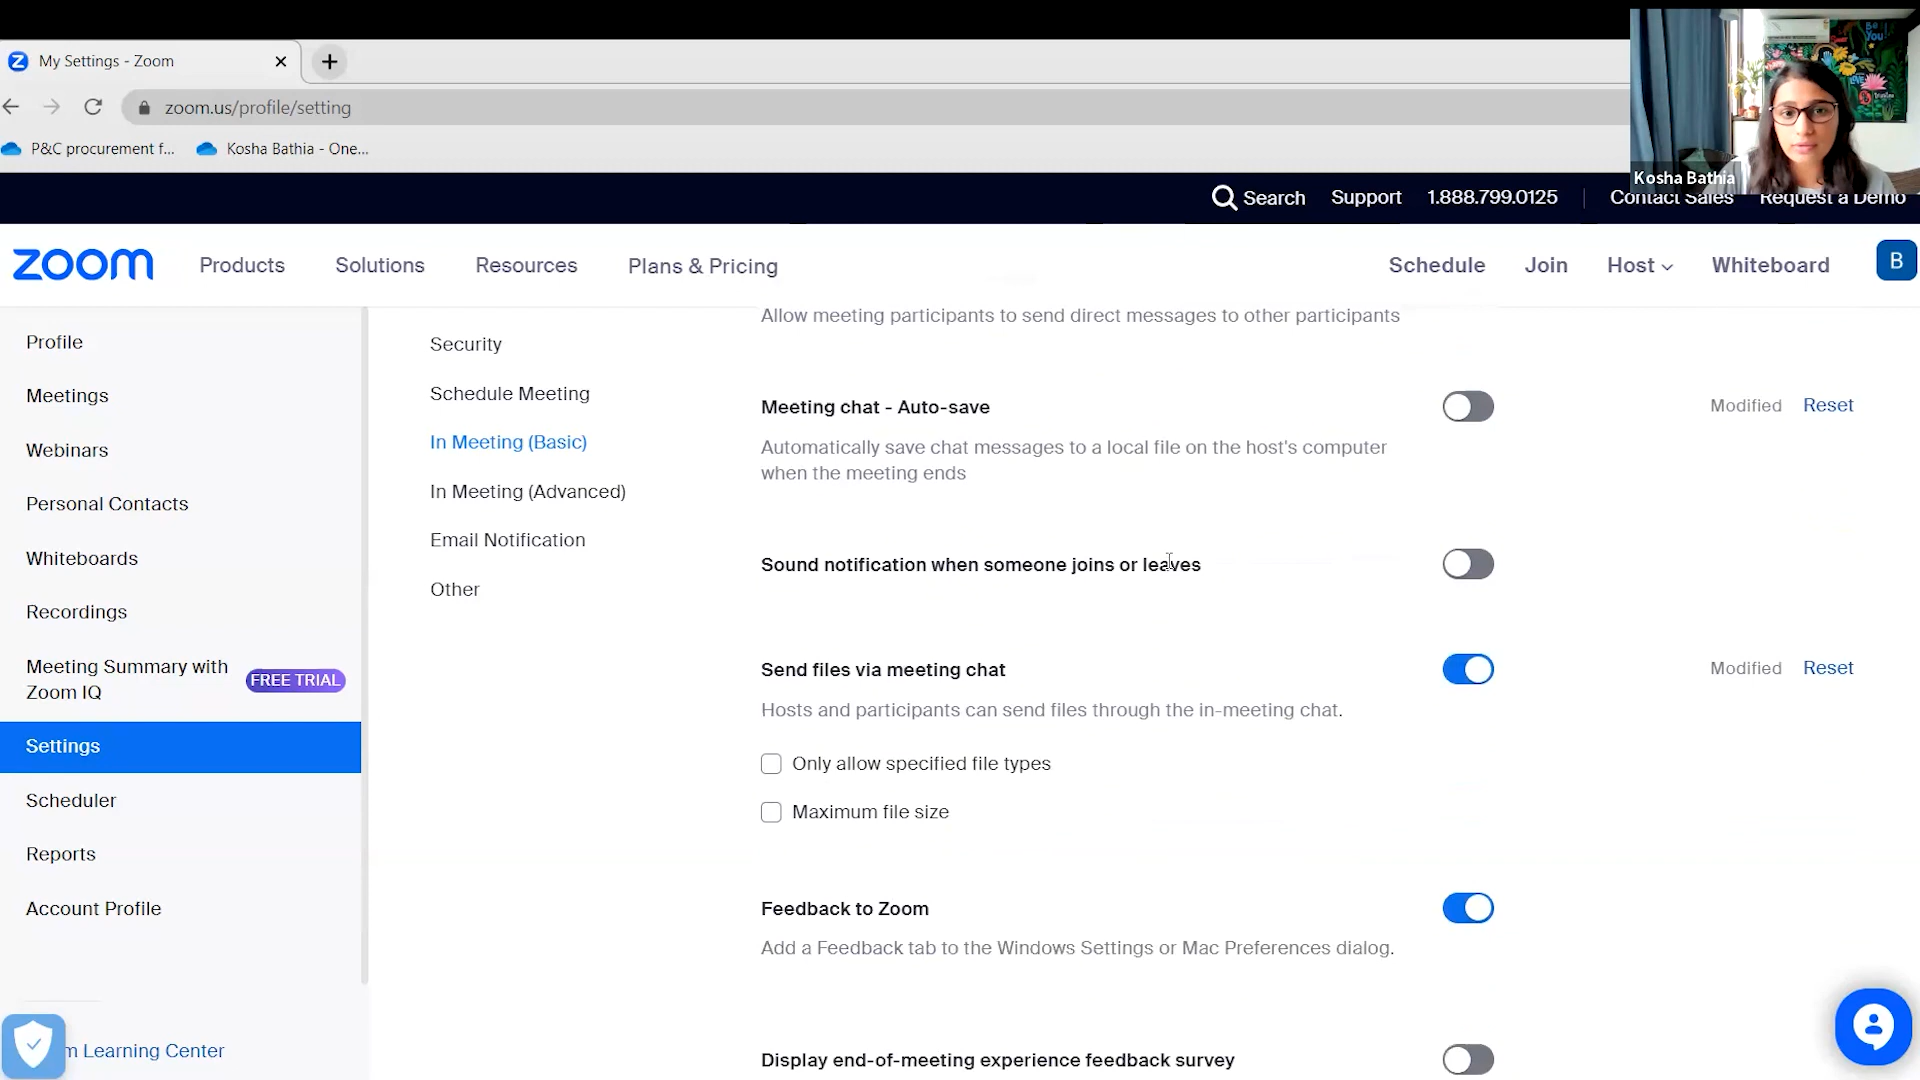 My Settings - Zoom
zoom.us/profile/setting
P&C procurement f...
Kosha Bathia - One...
Kosha Bathia
Search
Support
1.888.799.0125
Contact Sales
Request a Demo
zoom
Products
Solutions
Resources
Plans & Pricing
Schedule
Join
Host
Whiteboard
B
Profile
Meetings
Webinars
Personal Contacts
Whiteboards
Recordings
Meeting Summary with
Zoom IQ
FREE TRIAL
Settings
Scheduler
Reports
Account Profile
m Learning Center
Security
Schedule Meeting
In Meeting (Basic)
In Meeting (Advanced)
Email Notification
Other
Allow meeting participants to send direct messages to other participants
Meeting chat - Auto-save
Modified
Reset
Automatically save chat messages to a local file on the host's computer
when the meeting ends
Sound notification when someone joins or leaves
Send files via meeting chat
Modified
Reset
Hosts and participants can send files through the in-meeting chat.
Only allow specified file types
Maximum file size
Feedback to Zoom
Add a Feedback tab to the Windows Settings or Mac Preferences dialog.
Display end-of-meeting experience feedback survey